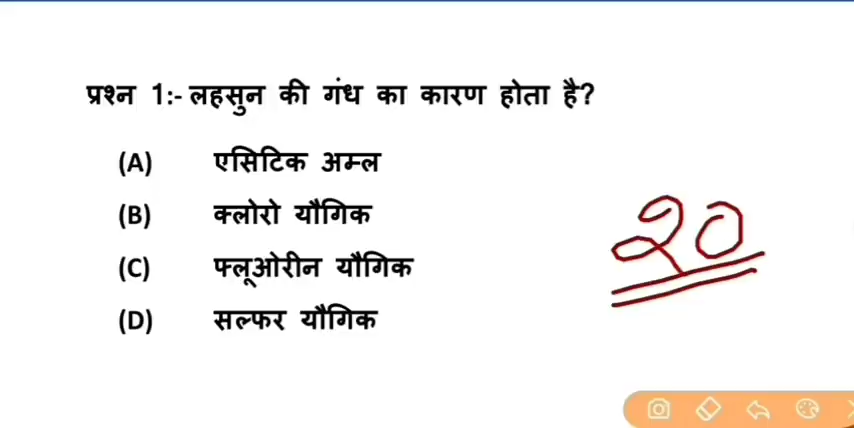 प्रश्न 1:- लहसुन की गंध का कारण होता है?
(A) एसिटिक अम्ल
(B) क्लोरो यौगिक
(C) फ्लूओरीन यौगिक
(D) सल्फर यौगिक
२०